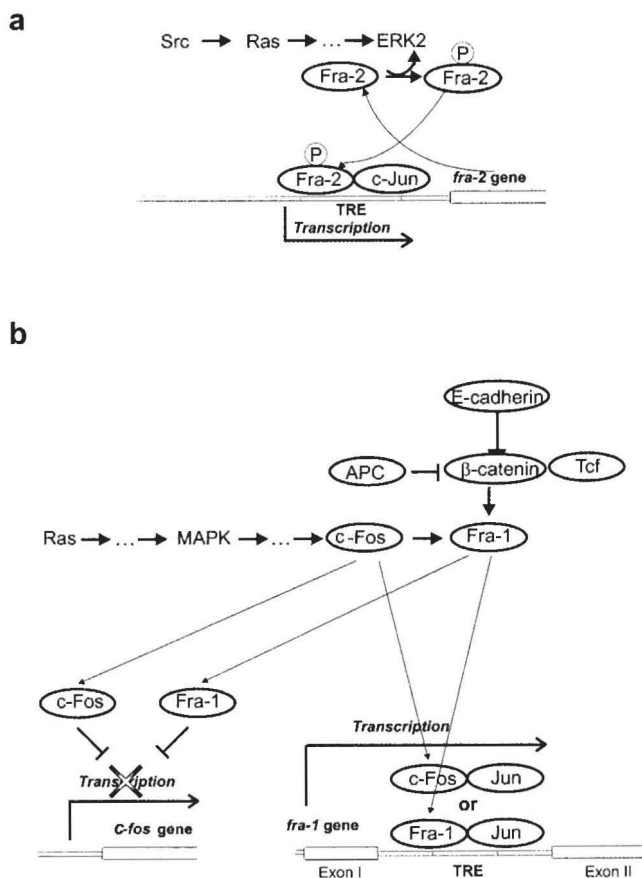 a
Src Ras ... ERK2
P
Fra-2 Fra-2
P
Fra-2 c-Jun fra-2 gene
TRE
Transcription
b
E-cadherin
APC β-catenin Tcf
Ras ... MAPK ... c-Fos Fra-1
c-Fos Fra-1
Transcription
Transcription
c-Fos Jun
or
C-fos gene fra-1 gene Fra-1 Jun
Exon I TRE Exon II